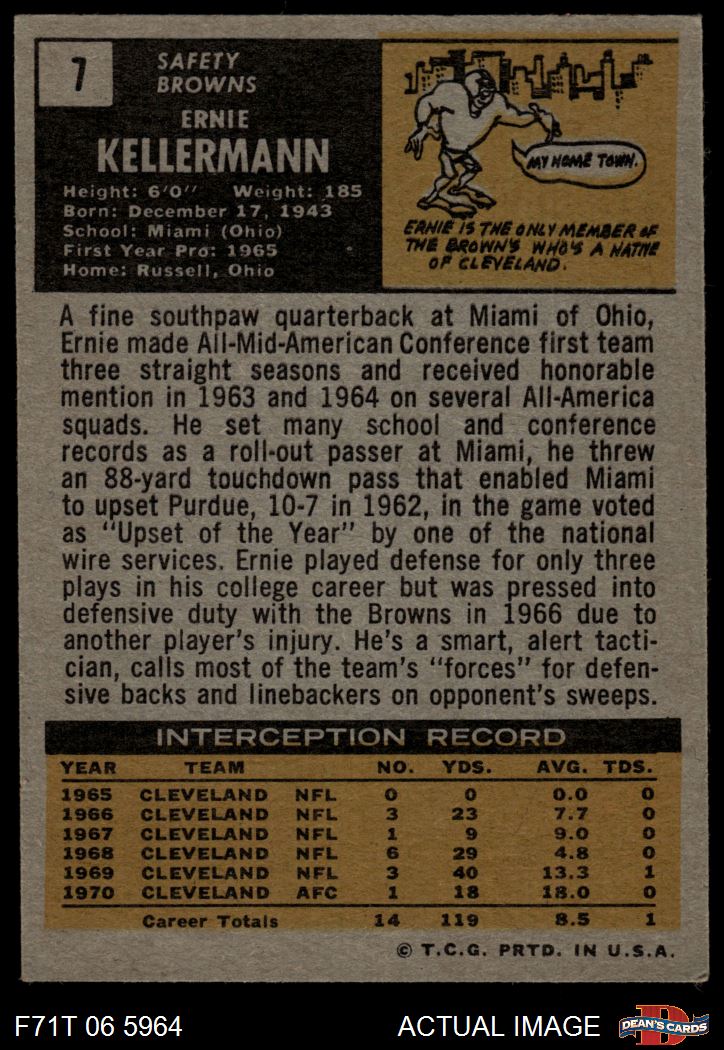 7
SAFETY
BROWNS
ERNIE
KELLERMANN
Height: 6'0" Weight: 185
Born: December 17, 1943
School: Miami (Ohio)
First Year Pro: 1965
Home: Russell, Ohio
MY HOME TOWN.
ERNIE IS THE ONLY MEMBER OF
THE BROWN'S WHO'S A NATIVE
OF CLEVELAND.
A fine southpaw quarterback at Miami of Ohio,
Ernie made All-Mid-American Conference first team
three straight seasons and received honorable
mention in 1963 and 1964 on several All-America
squads. He set many school and conference
records as a roll-out passer at Miami, he threw
an 88-yard touchdown pass that enabled Miami
to upset Purdue, 10-7 in 1962, in the game voted
as "Upset of the Year" by one of the national
wire services. Ernie played defense for only three
plays in his college career but was pressed into
defensive duty with the Browns in 1966 due to
another player's injury. He's a smart, alert tacti-
cian, calls most of the team's "forces" for defen-
sive backs and linebackers on opponent's sweeps.
INTERCEPTION RECORD
YEAR TEAM NO. YDS. AVG. TDS.
1965 CLEVELAND NFL 0 0 0.0 0
1966 CLEVELAND NFL 3 23 7.7 0
1967 CLEVELAND NFL 1 9 9.0 0
1968 CLEVELAND NFL 6 29 4.8 0
1969 CLEVELAND NFL 3 40 13.3 1
1970 CLEVELAND AFC 1 18 18.0 0
Career Totals 14 119 8.5 1
© T.C.G. PRTD. IN U.S.A.
F71T 06 5964 ACTUAL IMAGE D DEAN'S CARDS